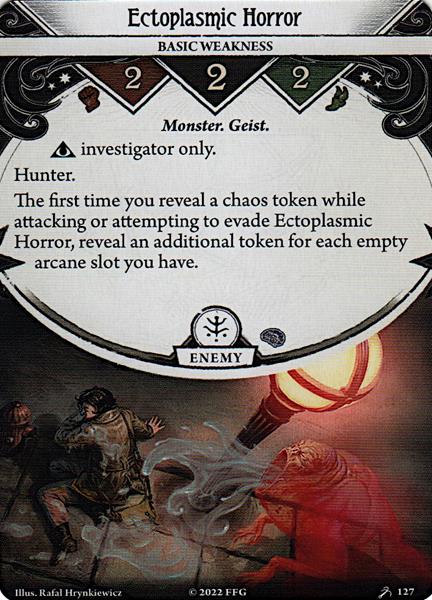 Ectoplasmic Horror
BASIC WEAKNESS
2 2 2
Monster. Geist.
investigator only.
Hunter.
The first time you reveal a chaos token while
attacking or attempting to evade Ectoplasmic
Horror, reveal an additional token for each empty
arcane slot you have.
ENEMY
Illus. Rafal Hrynkiewicz © 2022 FFG 127